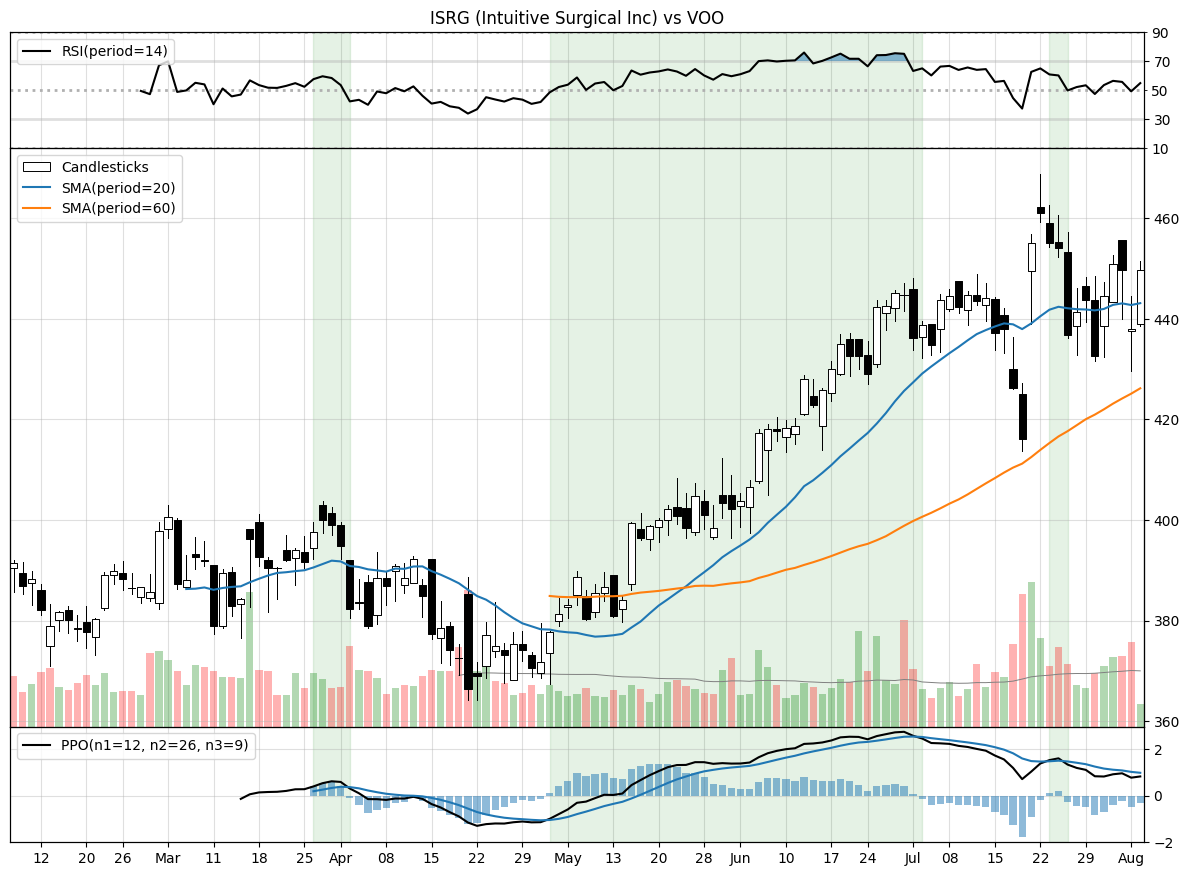 ISRG (Intuitive Surgical Inc) vs VOO
RSI(period=14)
90
70
50
30
10
Candlesticks
SMA(period=20)
SMA(period=60)
460
440
420
400
380
360
PPO(n1=12, n2=26, n3=9)
2
0
−2
12 20 26 Mar 11 18 25 Apr 08 15 22 29 May 13 20 28 Jun 10 17 24 Jul 08 15 22 29 Aug